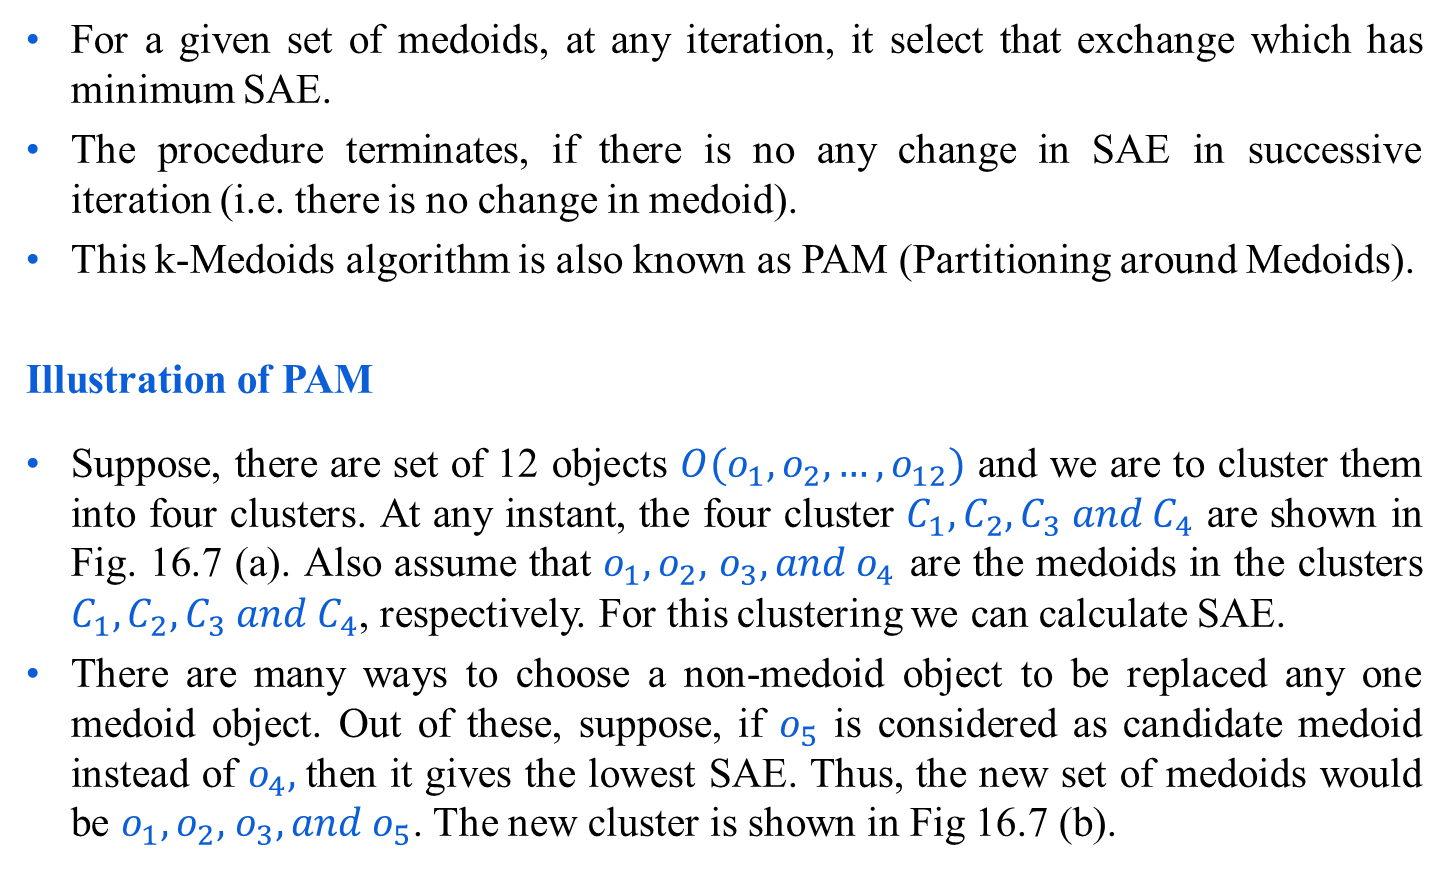 • For a given set of medoids, at any iteration, it select that exchange which has
minimum SAE.
• The procedure terminates, if there is no any change in SAE in successive
iteration (i.e. there is no change in medoid).
• This k-Medoids algorithm is also known as PAM (Partitioning around Medoids).
Illustration of PAM
• Suppose, there are set of 12 objects O(o₁, o₂, … , o₁₂) and we are to cluster them
into four clusters. At any instant, the four cluster C₁, C₂, C₃ and C₄ are shown in
Fig. 16.7 (a). Also assume that o₁, o₂, o₃, and o₄ are the medoids in the clusters
C₁, C₂, C₃ and C₄, respectively. For this clustering we can calculate SAE.
• There are many ways to choose a non-medoid object to be replaced any one
medoid object. Out of these, suppose, if o₅ is considered as candidate medoid
instead of o₄, then it gives the lowest SAE. Thus, the new set of medoids would
be o₁, o₂, o₃, and o₅. The new cluster is shown in Fig 16.7 (b).